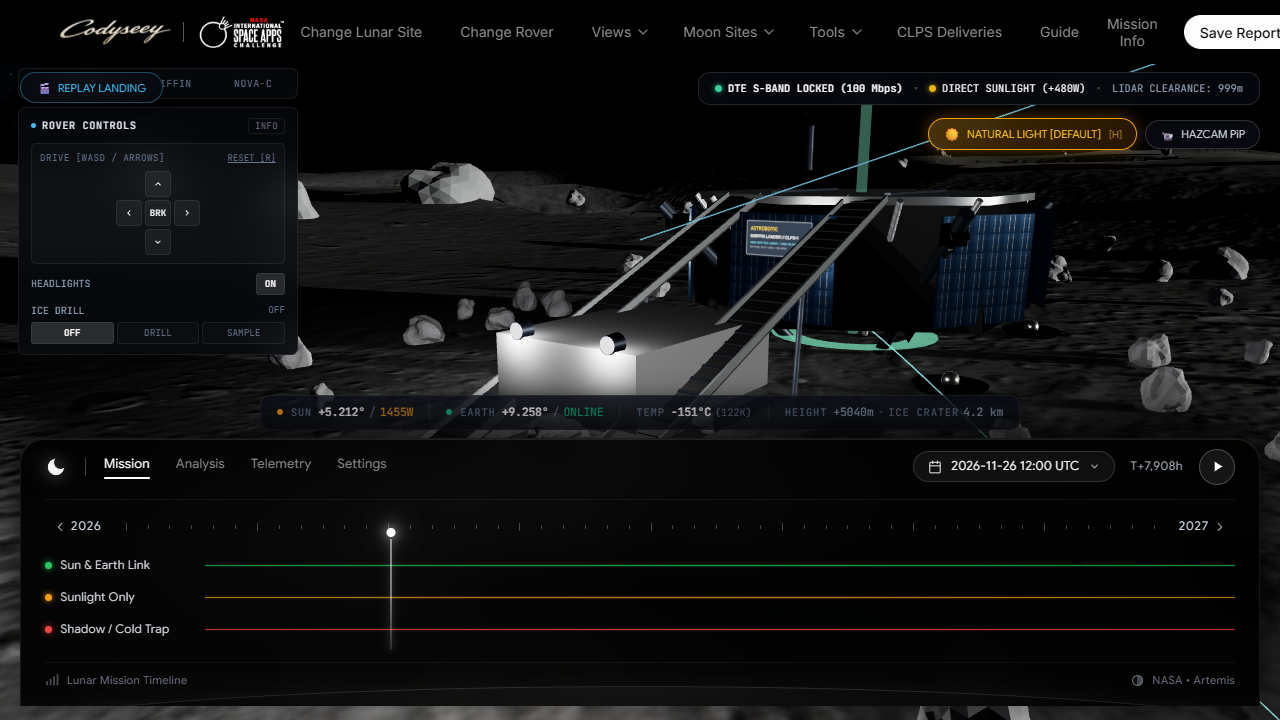 Codyseey
NASA
INTERNATIONAL
SPACE APPS
CHALLENGE
Change Lunar Site
Change Rover
Views
Moon Sites
Tools
CLPS Deliveries
Guide
Mission
Info
Save Report
REPLAY LANDING
IFFIN
NOVA-C
DTE S-BAND LOCKED (100 Mbps) • DIRECT SUNLIGHT (+480W) • LIDAR CLEARANCE: 999m
NATURAL LIGHT [DEFAULT] [H]
HAZCAM PiP
ROVER CONTROLS
INFO
DRIVE [WASD / ARROWS]
RESET [R]
BRK
HEADLIGHTS
ON
ICE DRILL
OFF
OFF
DRILL
SAMPLE
ASTROBOTIC
SUN +5.212° / 1455W
EARTH +9.258° / ONLINE
TEMP -151°C (122K)
HEIGHT +5040m • ICE CRATER 4.2 km
Mission
Analysis
Telemetry
Settings
2026-11-26 12:00 UTC
T+7,908h
2026
2027
Sun & Earth Link
Sunlight Only
Shadow / Cold Trap
Lunar Mission Timeline
NASA • Artemis